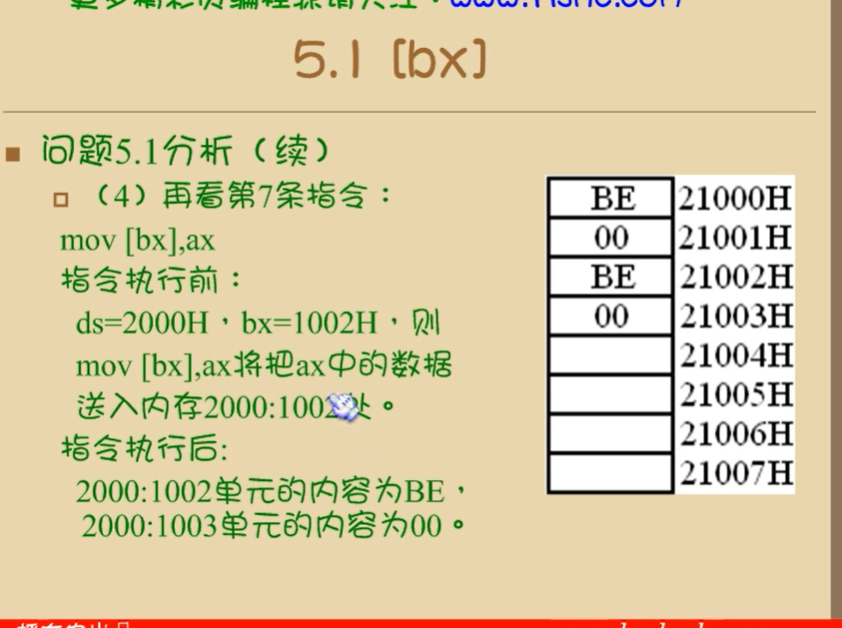 5.1 [bx]
问题5.1分析（续）
（4）再看第7条指令：
mov [bx],ax
指令执行前：
ds=2000H，bx=1002H，则
mov [bx],ax将把ax中的数据
送入内存2000:1002处。
指令执行后:
2000:1002单元的内容为BE，
2000:1003单元的内容为00。
BE 21000H
00 21001H
BE 21002H
00 21003H
21004H
21005H
21006H
21007H